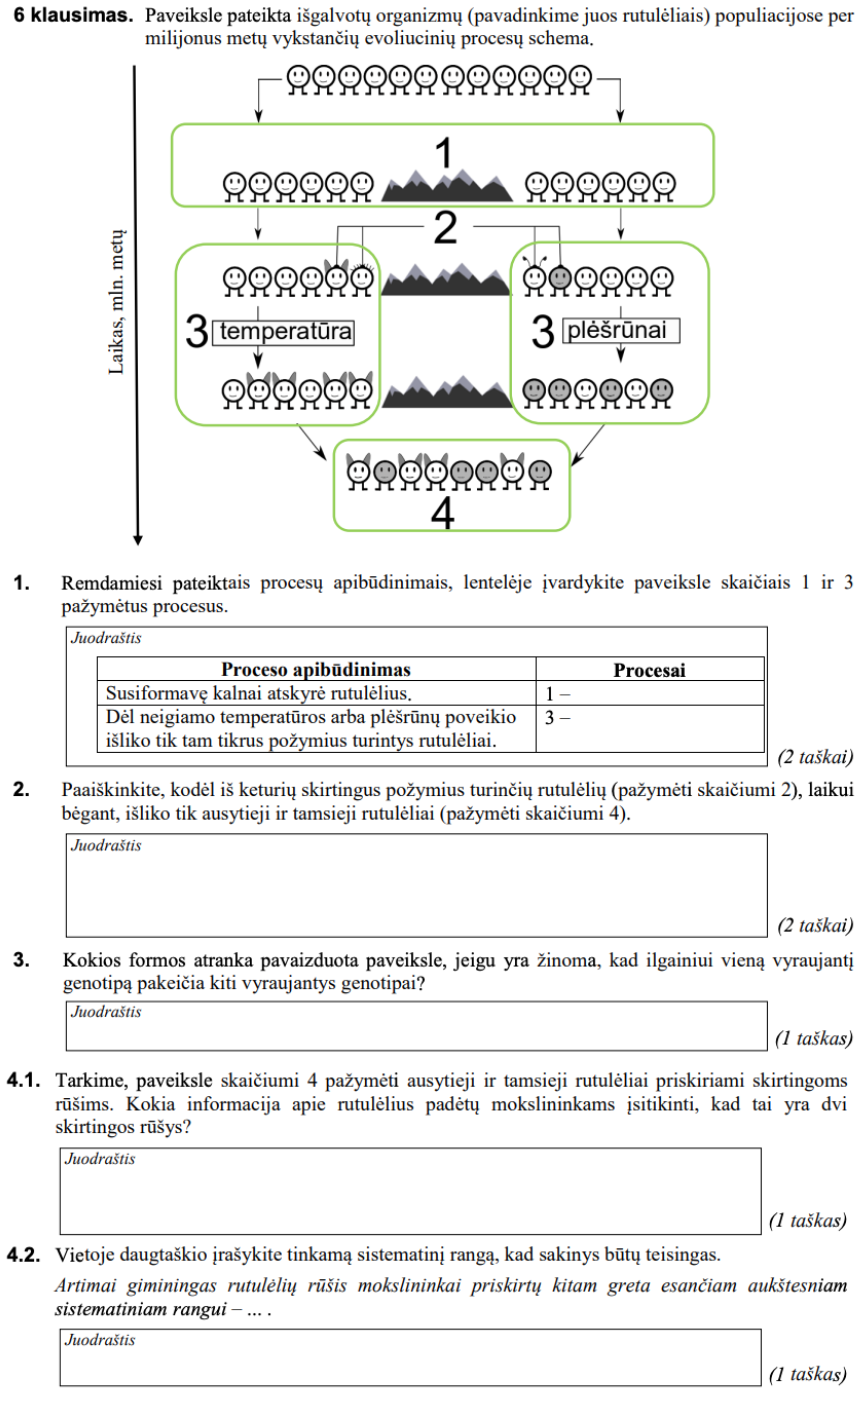 6 klausimas. Paveiksle pateikta išgalvotų organizmų (pavadinkime juos rutulėliais) populiacijose per
milijonus metų vykstančių evoliucinių procesų schema.
1
2
Laikas, mln. metų
3 temperatūra
3 plėšrūnai
4
1. Remdamiesi pateiktais procesų apibūdinimais, lentelėje įvardykite paveiksle skaičiais 1 ir 3
pažymėtus procesus.
Juodraštis
Proceso apibūdinimas Procesai
Susiformavę kalnai atskyrė rutulėlius. 1 –
Dėl neigiamo temperatūros arba plėšrūnų poveikio 3 –
išliko tik tam tikrus požymius turintys rutulėliai.
(2 taškai)
2. Paaiškinkite, kodėl iš keturių skirtingus požymius turinčių rutulėlių (pažymėti skaičiumi 2), laikui
bėgant, išliko tik ausytieji ir tamsieji rutulėliai (pažymėti skaičiumi 4).
Juodraštis
(2 taškai)
3. Kokios formos atranka pavaizduota paveiksle, jeigu yra žinoma, kad ilgainiui vieną vyraujantį
genotipą pakeičia kiti vyraujantys genotipai?
Juodraštis
(1 taškas)
4.1. Tarkime, paveiksle skaičiumi 4 pažymėti ausytieji ir tamsieji rutulėliai priskiriami skirtingoms
rūšims. Kokia informacija apie rutulėlius padėtų mokslininkams įsitikinti, kad tai yra dvi
skirtingos rūšys?
Juodraštis
(1 taškas)
4.2. Vietoje daugtaškio įrašykite tinkamą sistematinį rangą, kad sakinys būtų teisingas.
Artimai giminingas rutulėlių rūšis mokslininkai priskirtų kitam greta esančiam aukštesniam
sistematiniam rangui – ... .
Juodraštis
(1 taškas)